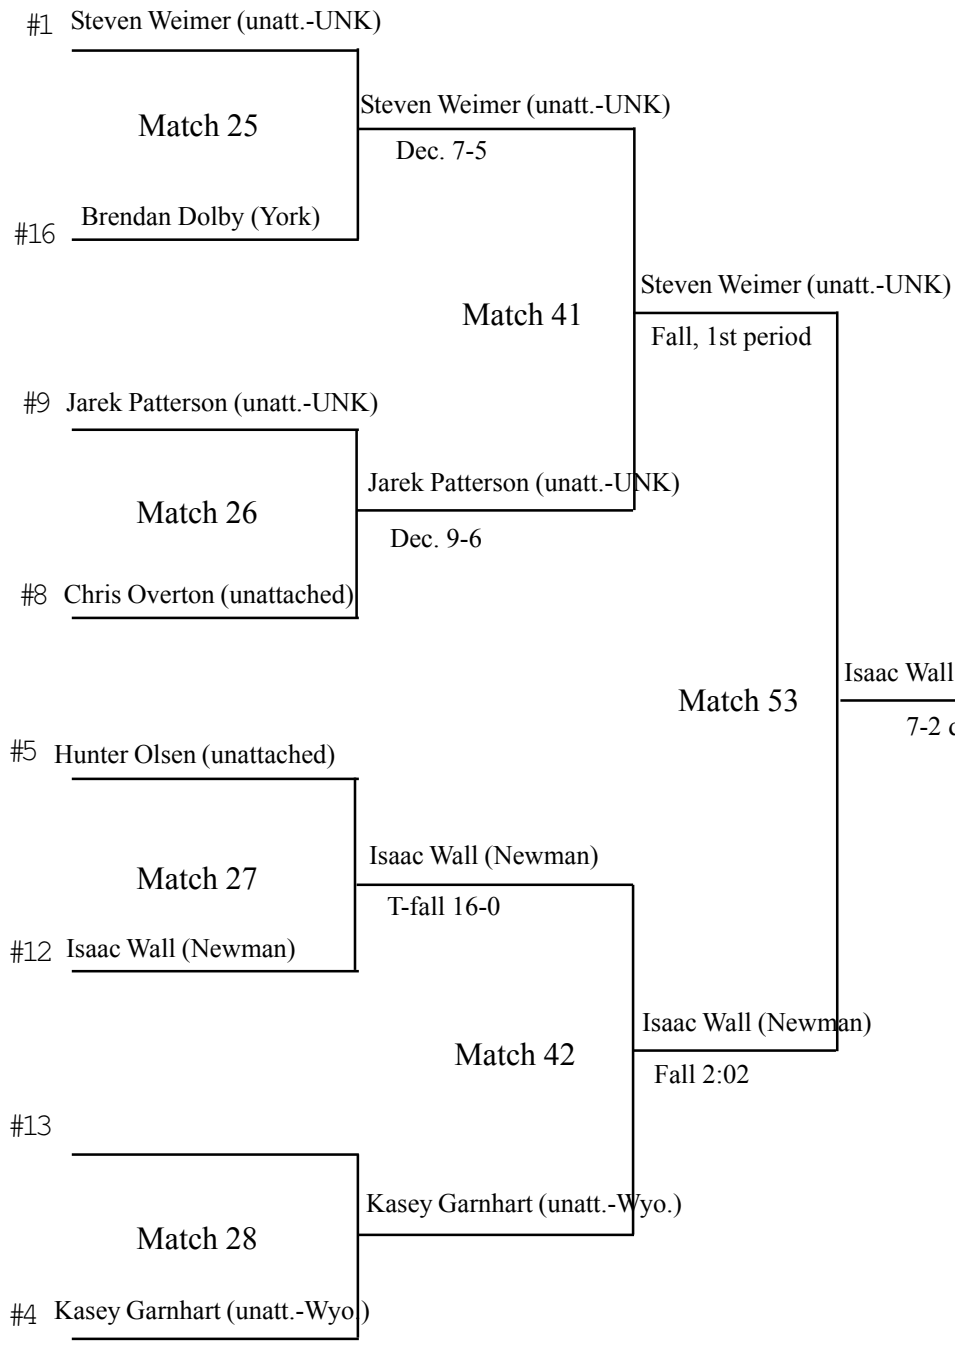 #1 Steven Weimer (unatt.-UNK)
Match 25
Steven Weimer (unatt.-UNK)
Dec. 7-5
#16 Brendan Dolby (York)
Match 41
Steven Weimer (unatt.-UNK)
Fall, 1st period
#9 Jarek Patterson (unatt.-UNK)
Match 26
Jarek Patterson (unatt.-UNK)
Dec. 9-6
#8 Chris Overton (unattached)
Match 53
Isaac Wall
7-2
#5 Hunter Olsen (unattached)
Match 27
Isaac Wall (Newman)
T-fall 16-0
#12 Isaac Wall (Newman)
Match 42
Isaac Wall (Newman)
Fall 2:02
#13
Match 28
Kasey Garnhart (unatt.-Wyo.)
#4 Kasey Garnhart (unatt.-Wyo.)